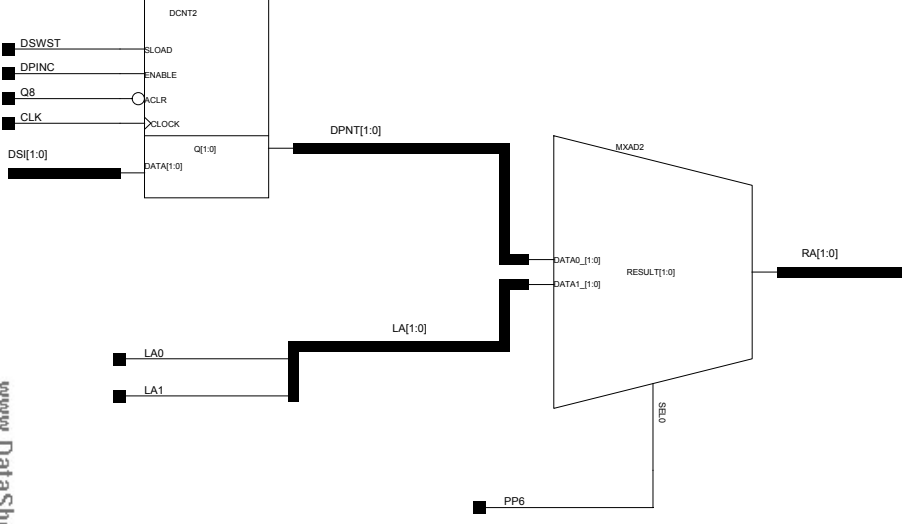 DCNT2
DSWST
SLOAD
DPINC
ENABLE
Q8
ACLR
CLK
CLOCK
DPNT[1:0]
Q[1:0]
DSI[1:0]
DATA[1:0]
MXAD2
RA[1:0]
DATA0_[1:0]
RESULT[1:0]
DATA1_[1:0]
LA[1:0]
LA0
LA1
SEL0
PP6